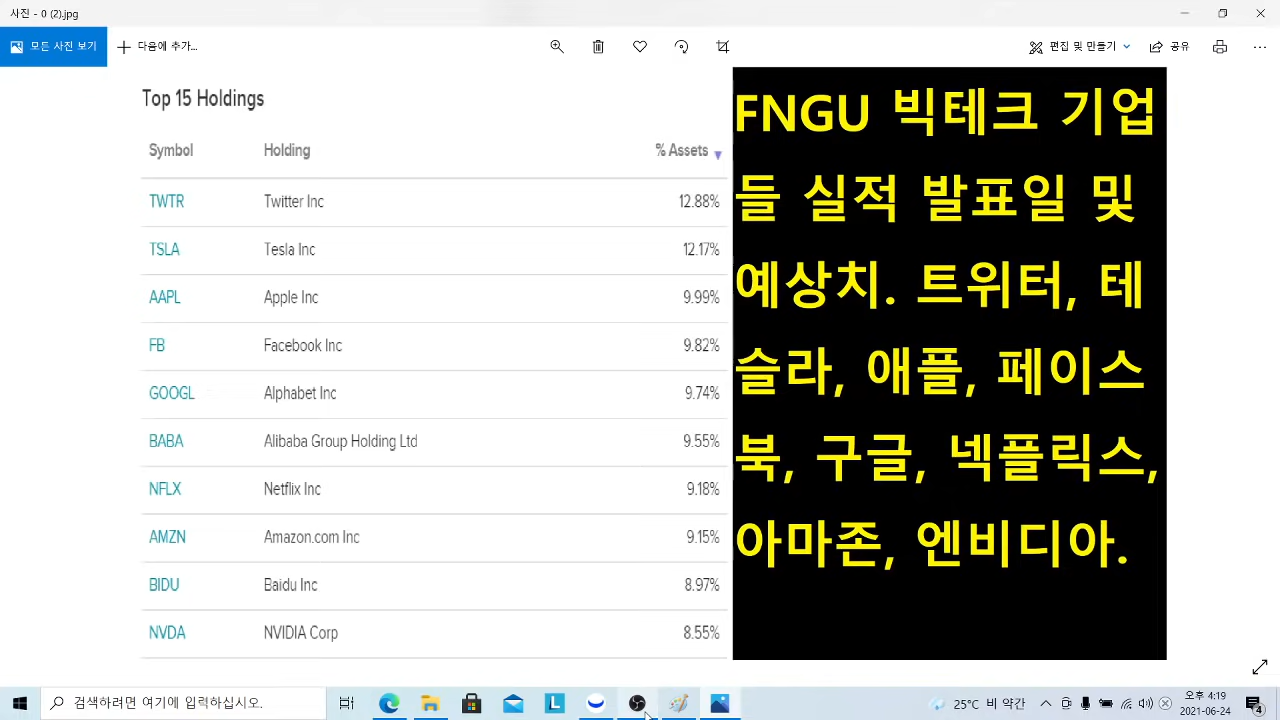 사진 - 0 (2).jpg
모든 사진 보기
다음에 추가...
편집 및 만들기
공유
Top 15 Holdings
Symbol Holding % Assets
TWTR Twitter Inc 12.88%
TSLA Tesla Inc 12.17%
AAPL Apple Inc 9.99%
FB Facebook Inc 9.82%
GOOGL Alphabet Inc 9.74%
BABA Alibaba Group Holding Ltd 9.55%
NFLX Netflix Inc 9.18%
AMZN Amazon.com Inc 9.15%
BIDU Baidu Inc 8.97%
NVDA NVIDIA Corp 8.55%
FNGU 빅테크 기업
들 실적 발표일 및
예상치. 트위터, 테
슬라, 애플, 페이스
북, 구글, 넥플릭스,
아마존, 엔비디아.
검색하려면 여기에 입력하십시오.
L
25°C 비 약간
오후 4:19
2021-06-24
4